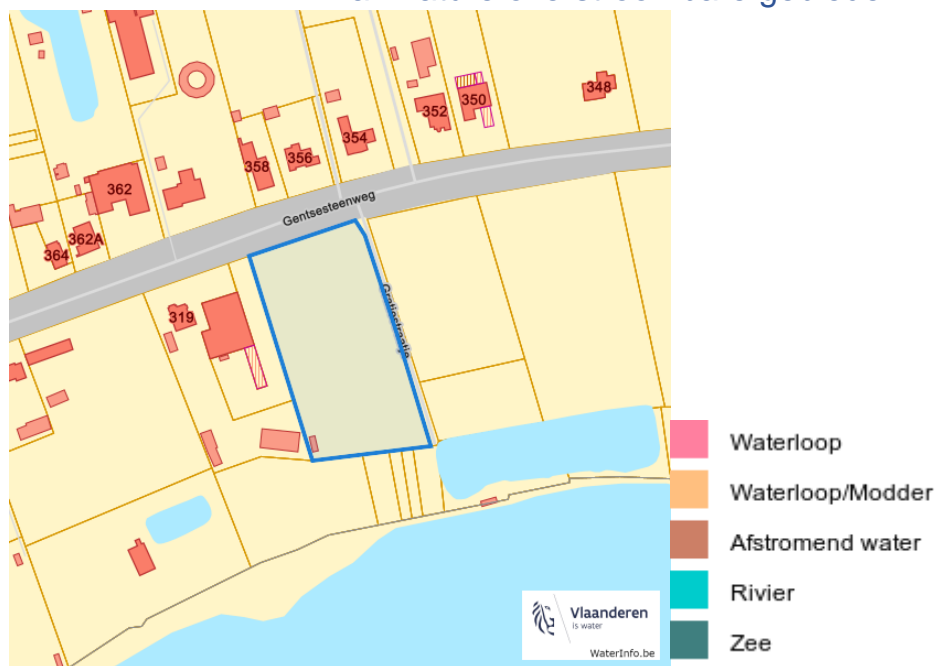 350
348
352
354
356
358
362
Gentsesteenweg
362A
364
Gratiestraatje
319
Waterloop
Waterloop/Modder
Afstromend water
Rivier
Zee
Vlaanderen
is water
WaterInfo.be